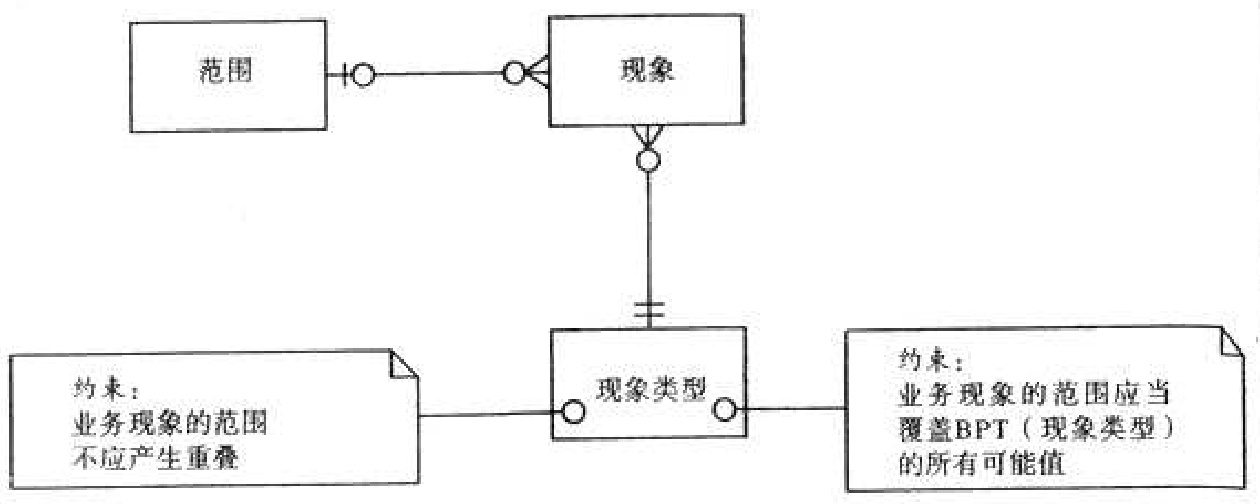 范围
现象
现象类型
约束：
业务现象的范围
不应产生重叠
约束：
业务现象的范围应当
覆盖BPT（现象类型）
的所有可能值